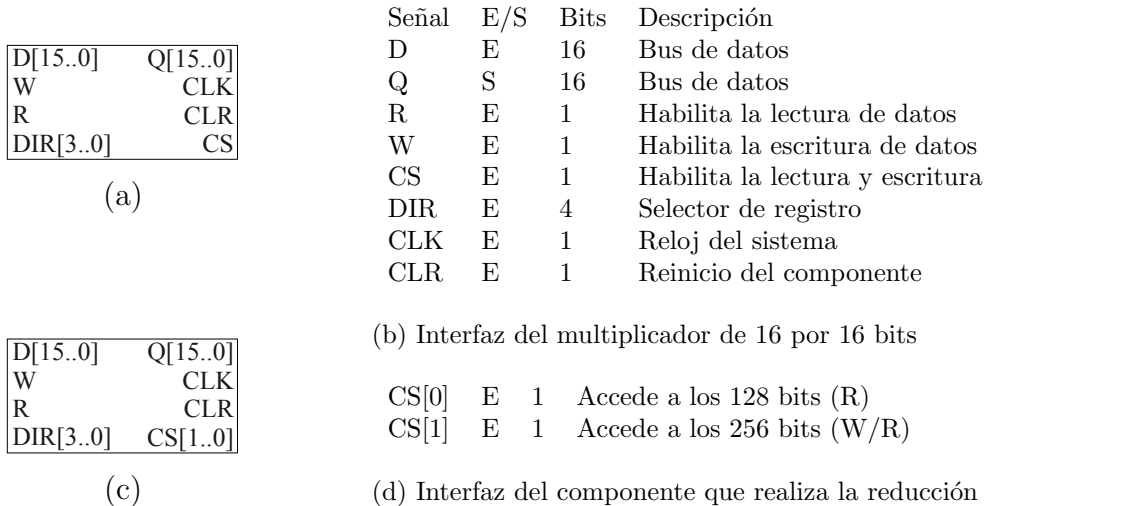 D[15..0] Q[15..0]
W CLK
R CLR
DIR[3..0] CS
(a)
Señal E/S Bits Descripción
D E 16 Bus de datos
Q S 16 Bus de datos
R E 1 Habilita la lectura de datos
W E 1 Habilita la escritura de datos
CS E 1 Habilita la lectura y escritura
DIR E 4 Selector de registro
CLK E 1 Reloj del sistema
CLR E 1 Reinicio del componente
(b) Interfaz del multiplicador de 16 por 16 bits
D[15..0] Q[15..0]
W CLK
R CLR
DIR[3..0] CS[1..0]
(c)
CS[0] E 1 Accede a los 128 bits (R)
CS[1] E 1 Accede a los 256 bits (W/R)
(d) Interfaz del componente que realiza la reducción